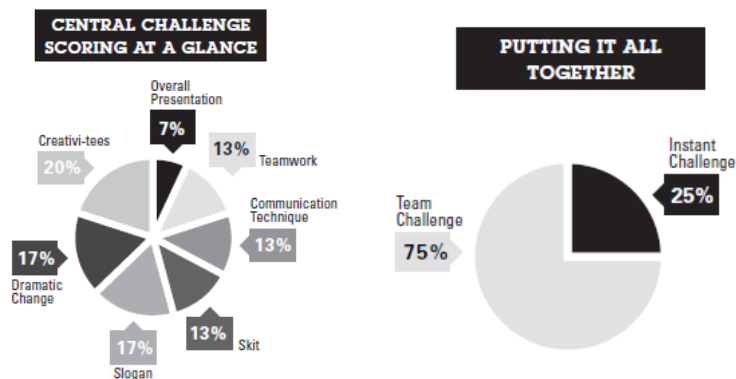 CENTRAL CHALLENGE
SCORING AT A GLANCE
Overall
Presentation
7%
13%
Teamwork
Communication
Technique
13%
13%
Skit
17%
Slogan
17%
Dramatic
Change
Creativi-tees
20%
PUTTING IT ALL
TOGETHER
Instant
Challenge
25%
Team
Challenge
75%